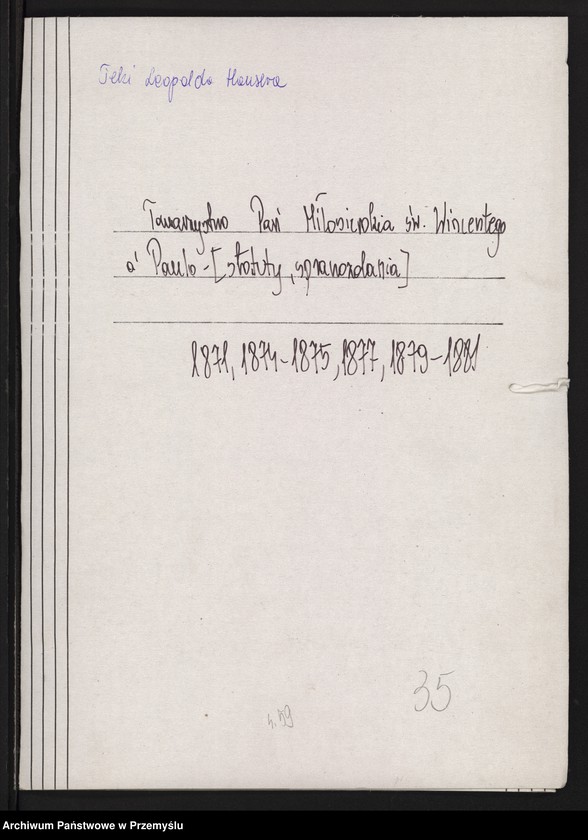 Teki Leopolda Hausera
Towarzystwo Pań Miłosierdzia św. Wincentego
a' Paulo - [statuty, sprawozdania]
1871, 1874-1875, 1877, 1879-1881
35
s. 59
Archiwum Państwowe w Przemyślu